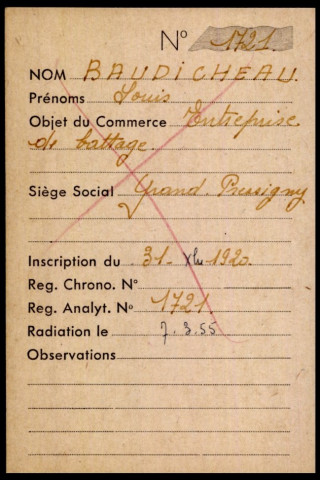 N° 1721.
NOM BAUDICHEAU.
Prénoms Louis
Objet du Commerce Entreprise
de battage.
Siège Social Grand Pressigny
Inscription du 31- Xbre 1920.
Reg. Chrono. N°
Reg. Analyt. N° 1721.
Radiation le 7.3.55
Observations